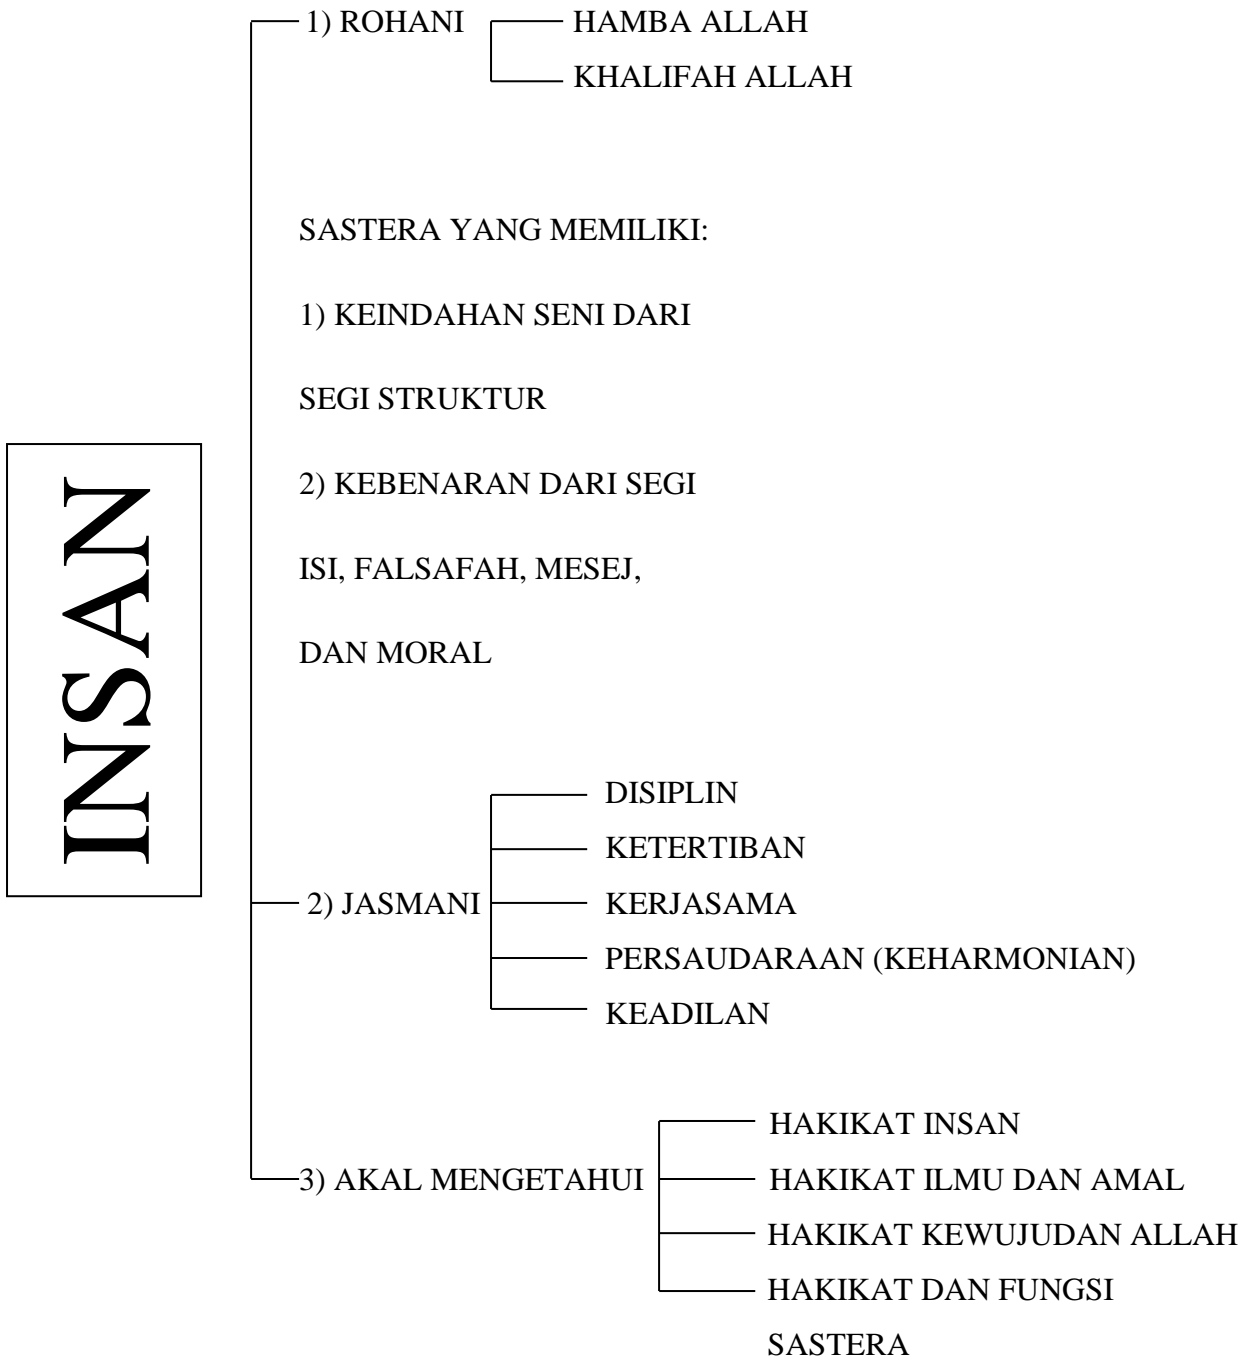 INSAN
1) ROHANI
HAMBA ALLAH
KHALIFAH ALLAH
SASTERA YANG MEMILIKI:
1) KEINDAHAN SENI DARI
SEGI STRUKTUR
2) KEBENARAN DARI SEGI
ISI, FALSAFAH, MESEJ,
DAN MORAL
2) JASMANI
DISIPLIN
KETERTIBAN
KERJASAMA
PERSAUDARAAN (KEHARMONIAN)
KEADILAN
3) AKAL MENGETAHUI
HAKIKAT INSAN
HAKIKAT ILMU DAN AMAL
HAKIKAT KEWUJUDAN ALLAH
HAKIKAT DAN FUNGSI
SASTERA